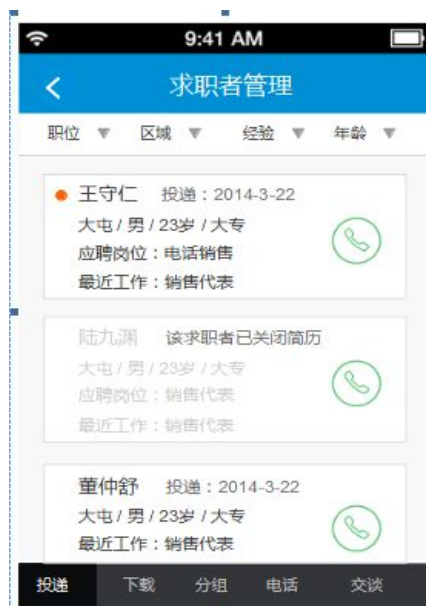 9:41 AM
求职者管理
职位 区域 经验 年龄
王守仁 投递：2014-3-22
大屯 / 男 / 23岁 / 大专
应聘岗位：电话销售
最近工作：销售代表
陆九渊 该求职者已关闭简历
大屯 / 男 / 23岁 / 大专
应聘岗位：销售代表
最近工作：销售代表
董仲舒 投递：2014-3-22
大屯 / 男 / 23岁 / 大专
最近工作：销售代表
投递 下载 分组 电话 交谈